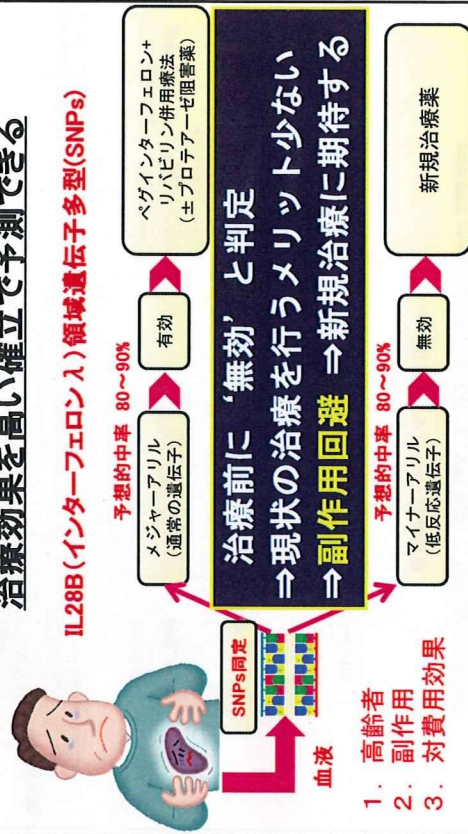 治療効果を高い確立で予測できる
IL28B(インターフェロンλ)領域遺伝子多型(SNPs)
予想的中率 80~90%
メジャーアリル
(通常の遺伝子)
有効
ペグインターフェロン+
リバビリン併用療法
(±プロテアーゼ阻害薬)
SNPs同定
血液
治療前に‘無効’と判定
⇒現状の治療を行うメリット少ない
⇒副作用回避 ⇒新規治療に期待する
予想的中率 80~90%
マイナーアリル
(低反応遺伝子)
無効
新規治療薬
1. 高齢者
2. 副作用
3. 対費用効果